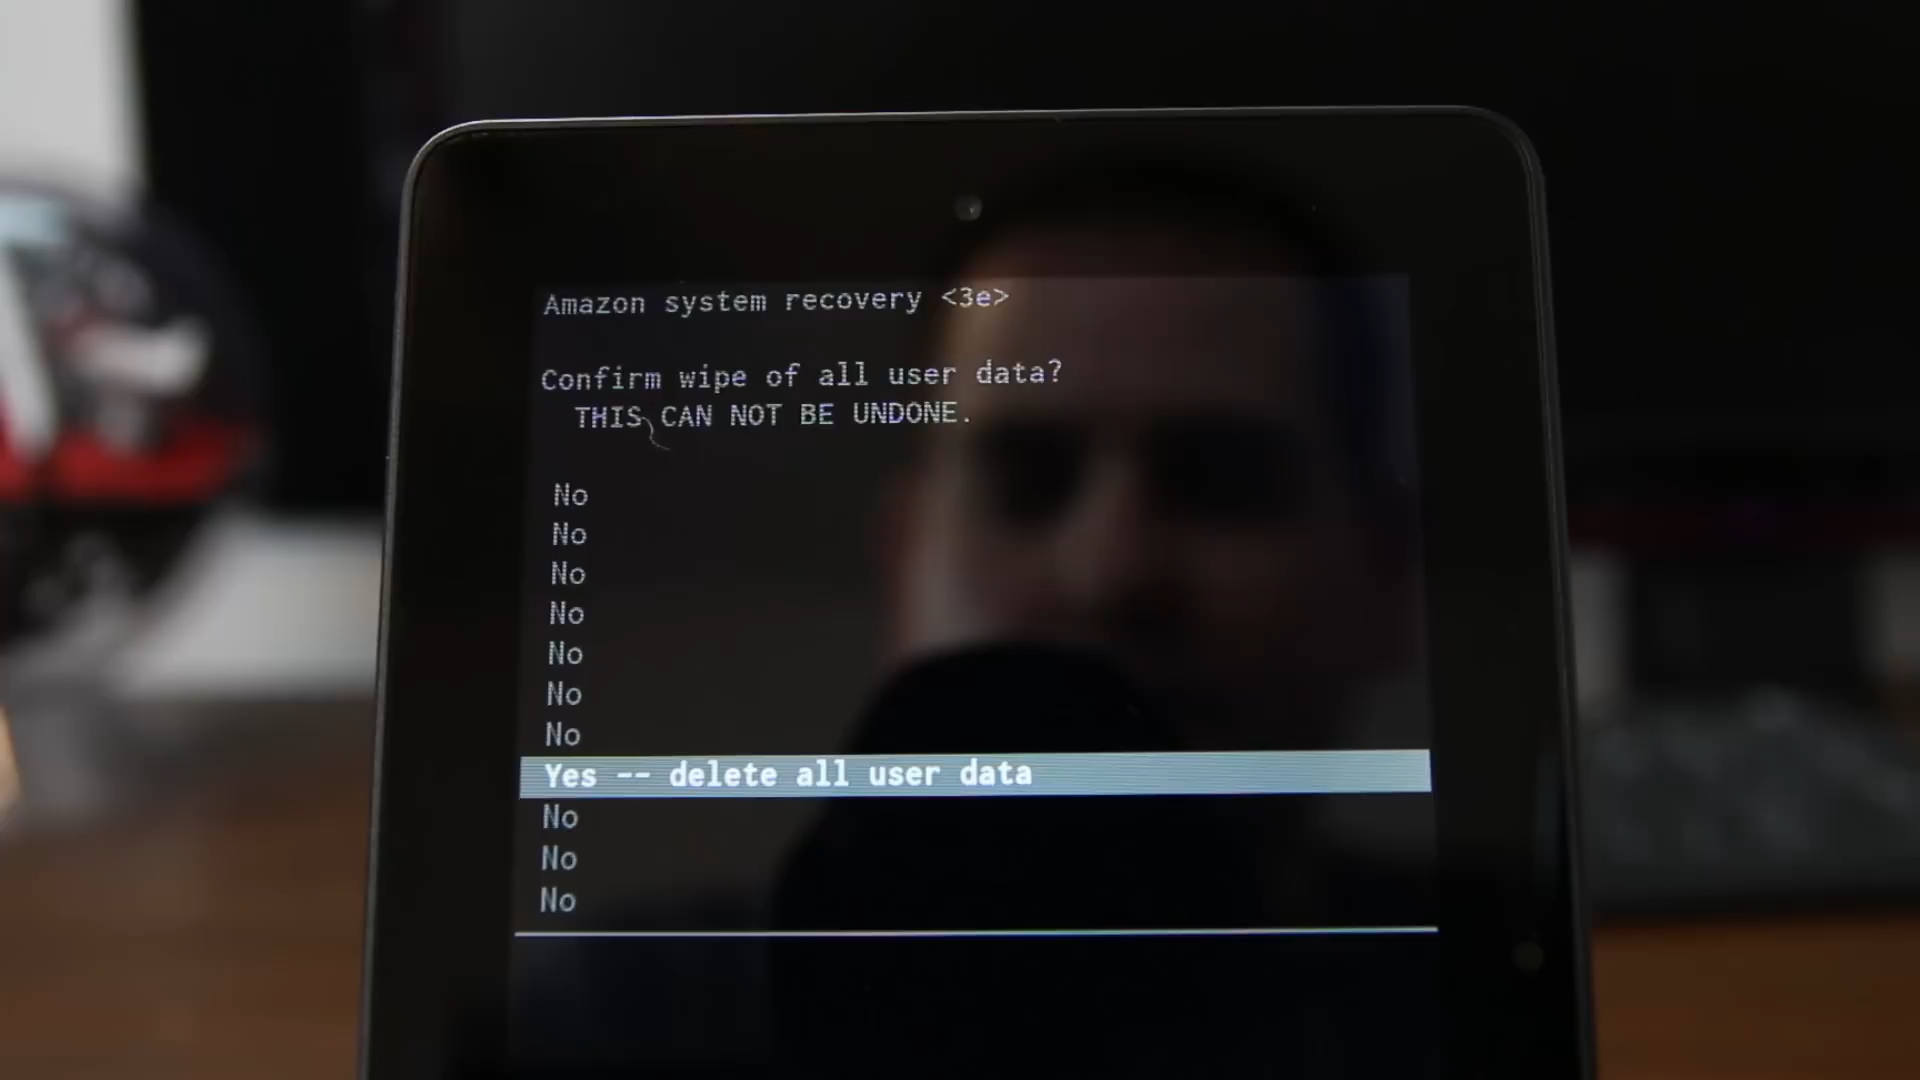 Amazon system recovery <3e>
Confirm wipe of all user data?
THIS CAN NOT BE UNDONE.
No
No
No
No
No
No
No
Yes -- delete all user data
No
No
No